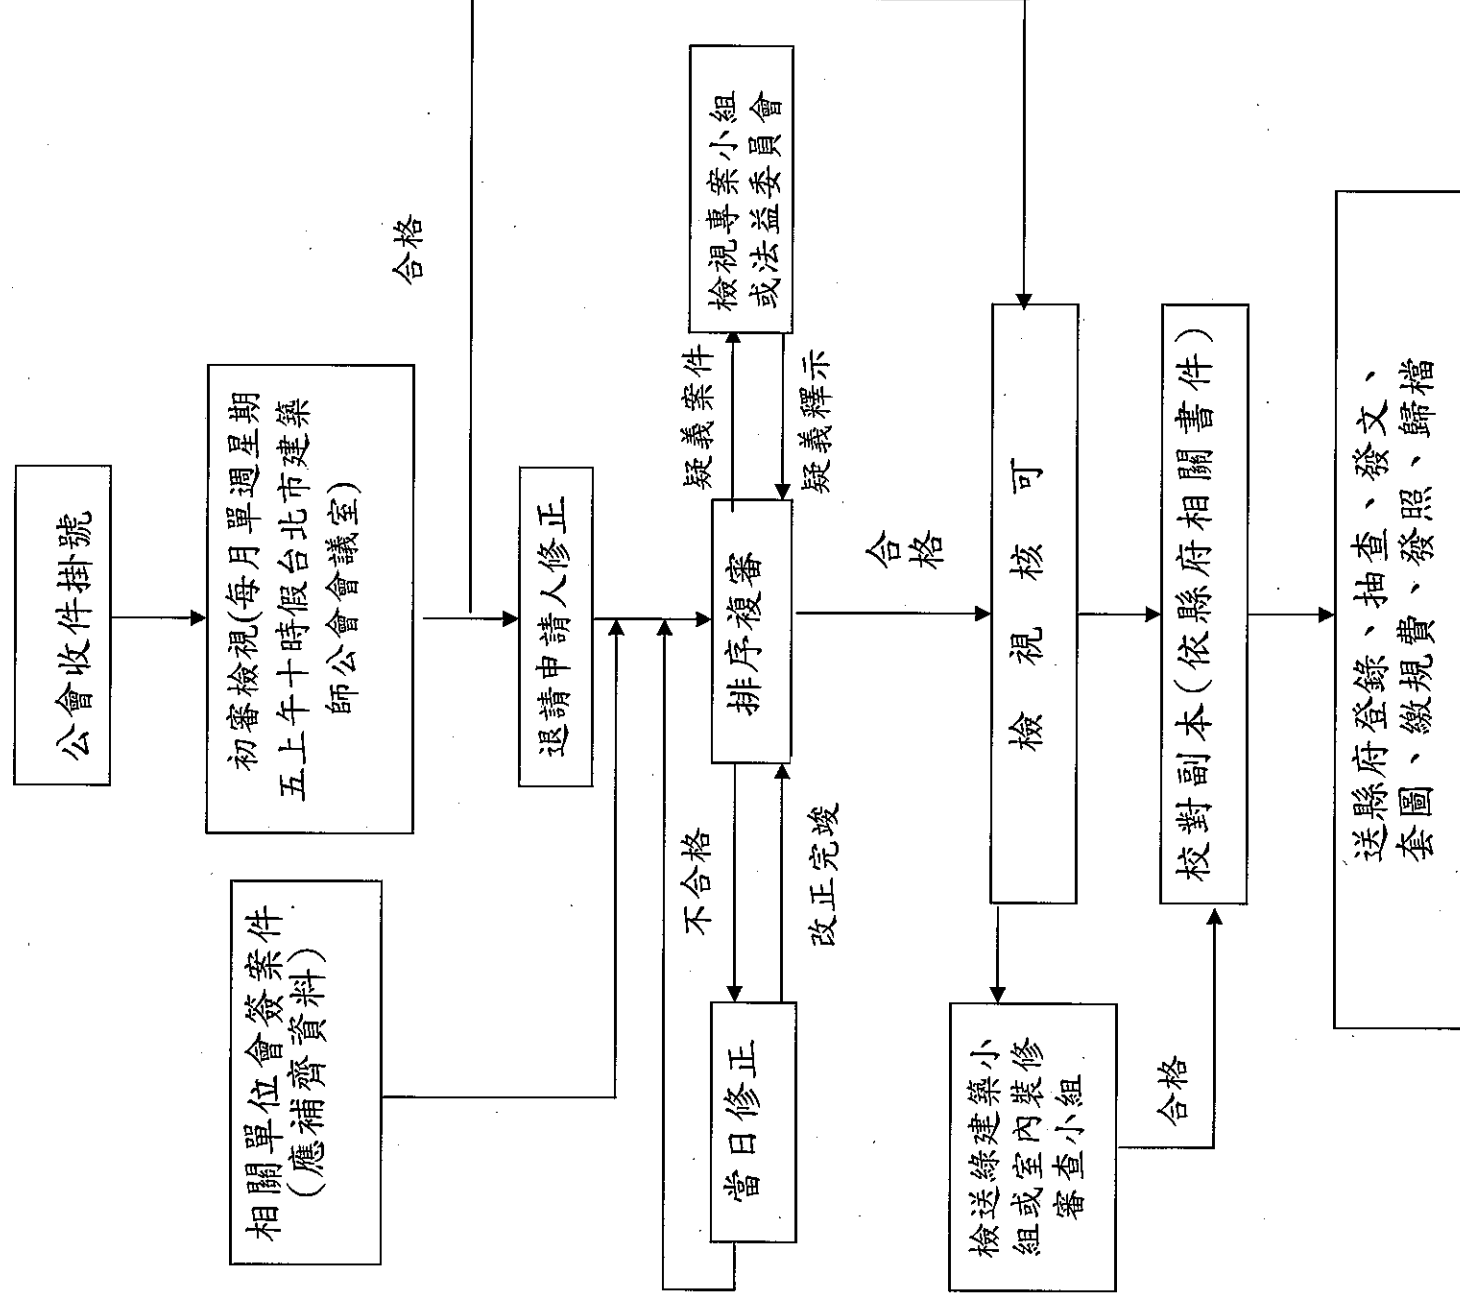 公會收件掛號
初審檢視(每月單週星期
五上午十時假台北市建築
師公會會議室)
合格
相關單位會簽案件
(應補齊資料)
退請申請人修正
排序複審
疑義案件
疑義釋示
檢視專案小組
或法益委員會
不合格
改正完竣
當日修正
合格
檢視核可
檢送綠建築小
組或室內裝修
審查小組
合格
校對副本(依縣府相關書件)
送縣府登錄、抽查、發文、
套圖、繳規費、發照、歸檔